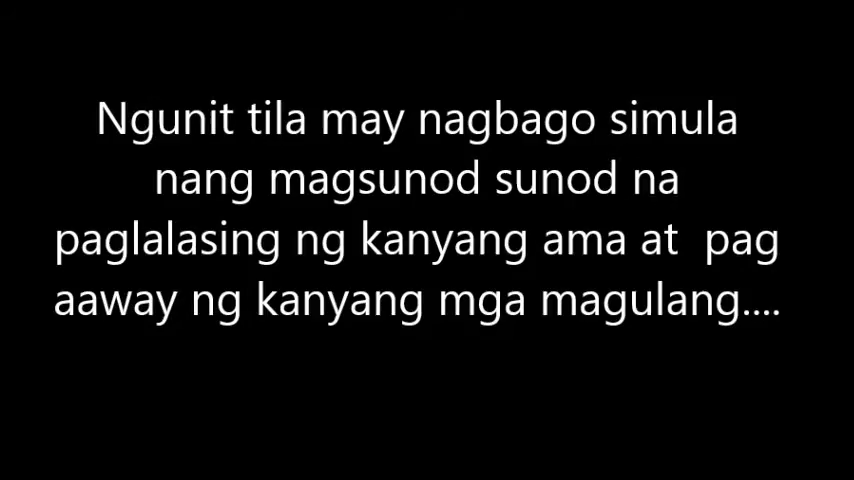 Ngunit tila may nagbago simula
nang magsunod sunod na
paglalasing ng kanyang ama at  pag
aaway ng kanyang mga magulang....